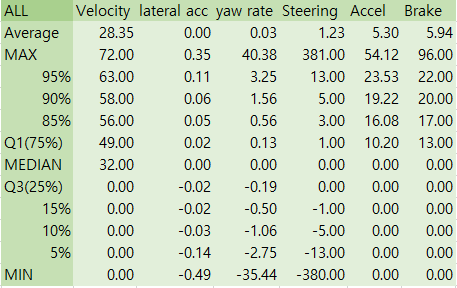 ALL Velocity lateral acc yaw rate Steering Accel Brake
Average 28.35 0.00 0.03 1.23 5.30 5.94
MAX 72.00 0.35 40.38 381.00 54.12 96.00
95% 63.00 0.11 3.25 13.00 23.53 22.00
90% 58.00 0.06 1.56 5.00 19.22 20.00
85% 56.00 0.05 0.56 3.00 16.08 17.00
Q1(75%) 49.00 0.02 0.13 1.00 10.20 13.00
MEDIAN 32.00 0.00 0.00 0.00 0.00 0.00
Q3(25%) 0.00 -0.02 -0.19 0.00 0.00 0.00
15% 0.00 -0.02 -0.50 -1.00 0.00 0.00
10% 0.00 -0.03 -1.06 -5.00 0.00 0.00
5% 0.00 -0.14 -2.75 -13.00 0.00 0.00
MIN 0.00 -0.49 -35.44 -380.00 0.00 0.00